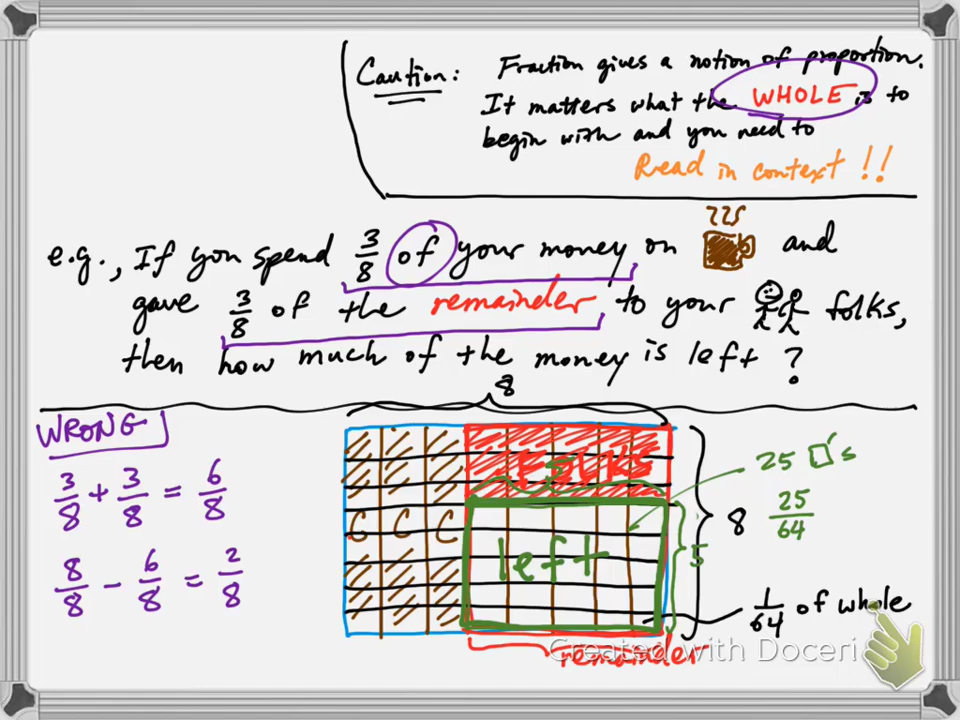 Caution: Fraction gives a notion of proportion.
It matters what the WHOLE is to
begin with and you need to
Read in context !!
e.g., If you spend 3/8 of your money on and
gave 3/8 of the remainder to your folks,
then how much of the money is left ?
8
WRONG
3/8 + 3/8 = 6/8
8/8 - 6/8 = 2/8
FOLKS
5
C C C
left
25 □'s
25/64
8
5
1/64 of whole
remainder
Created with Doceri